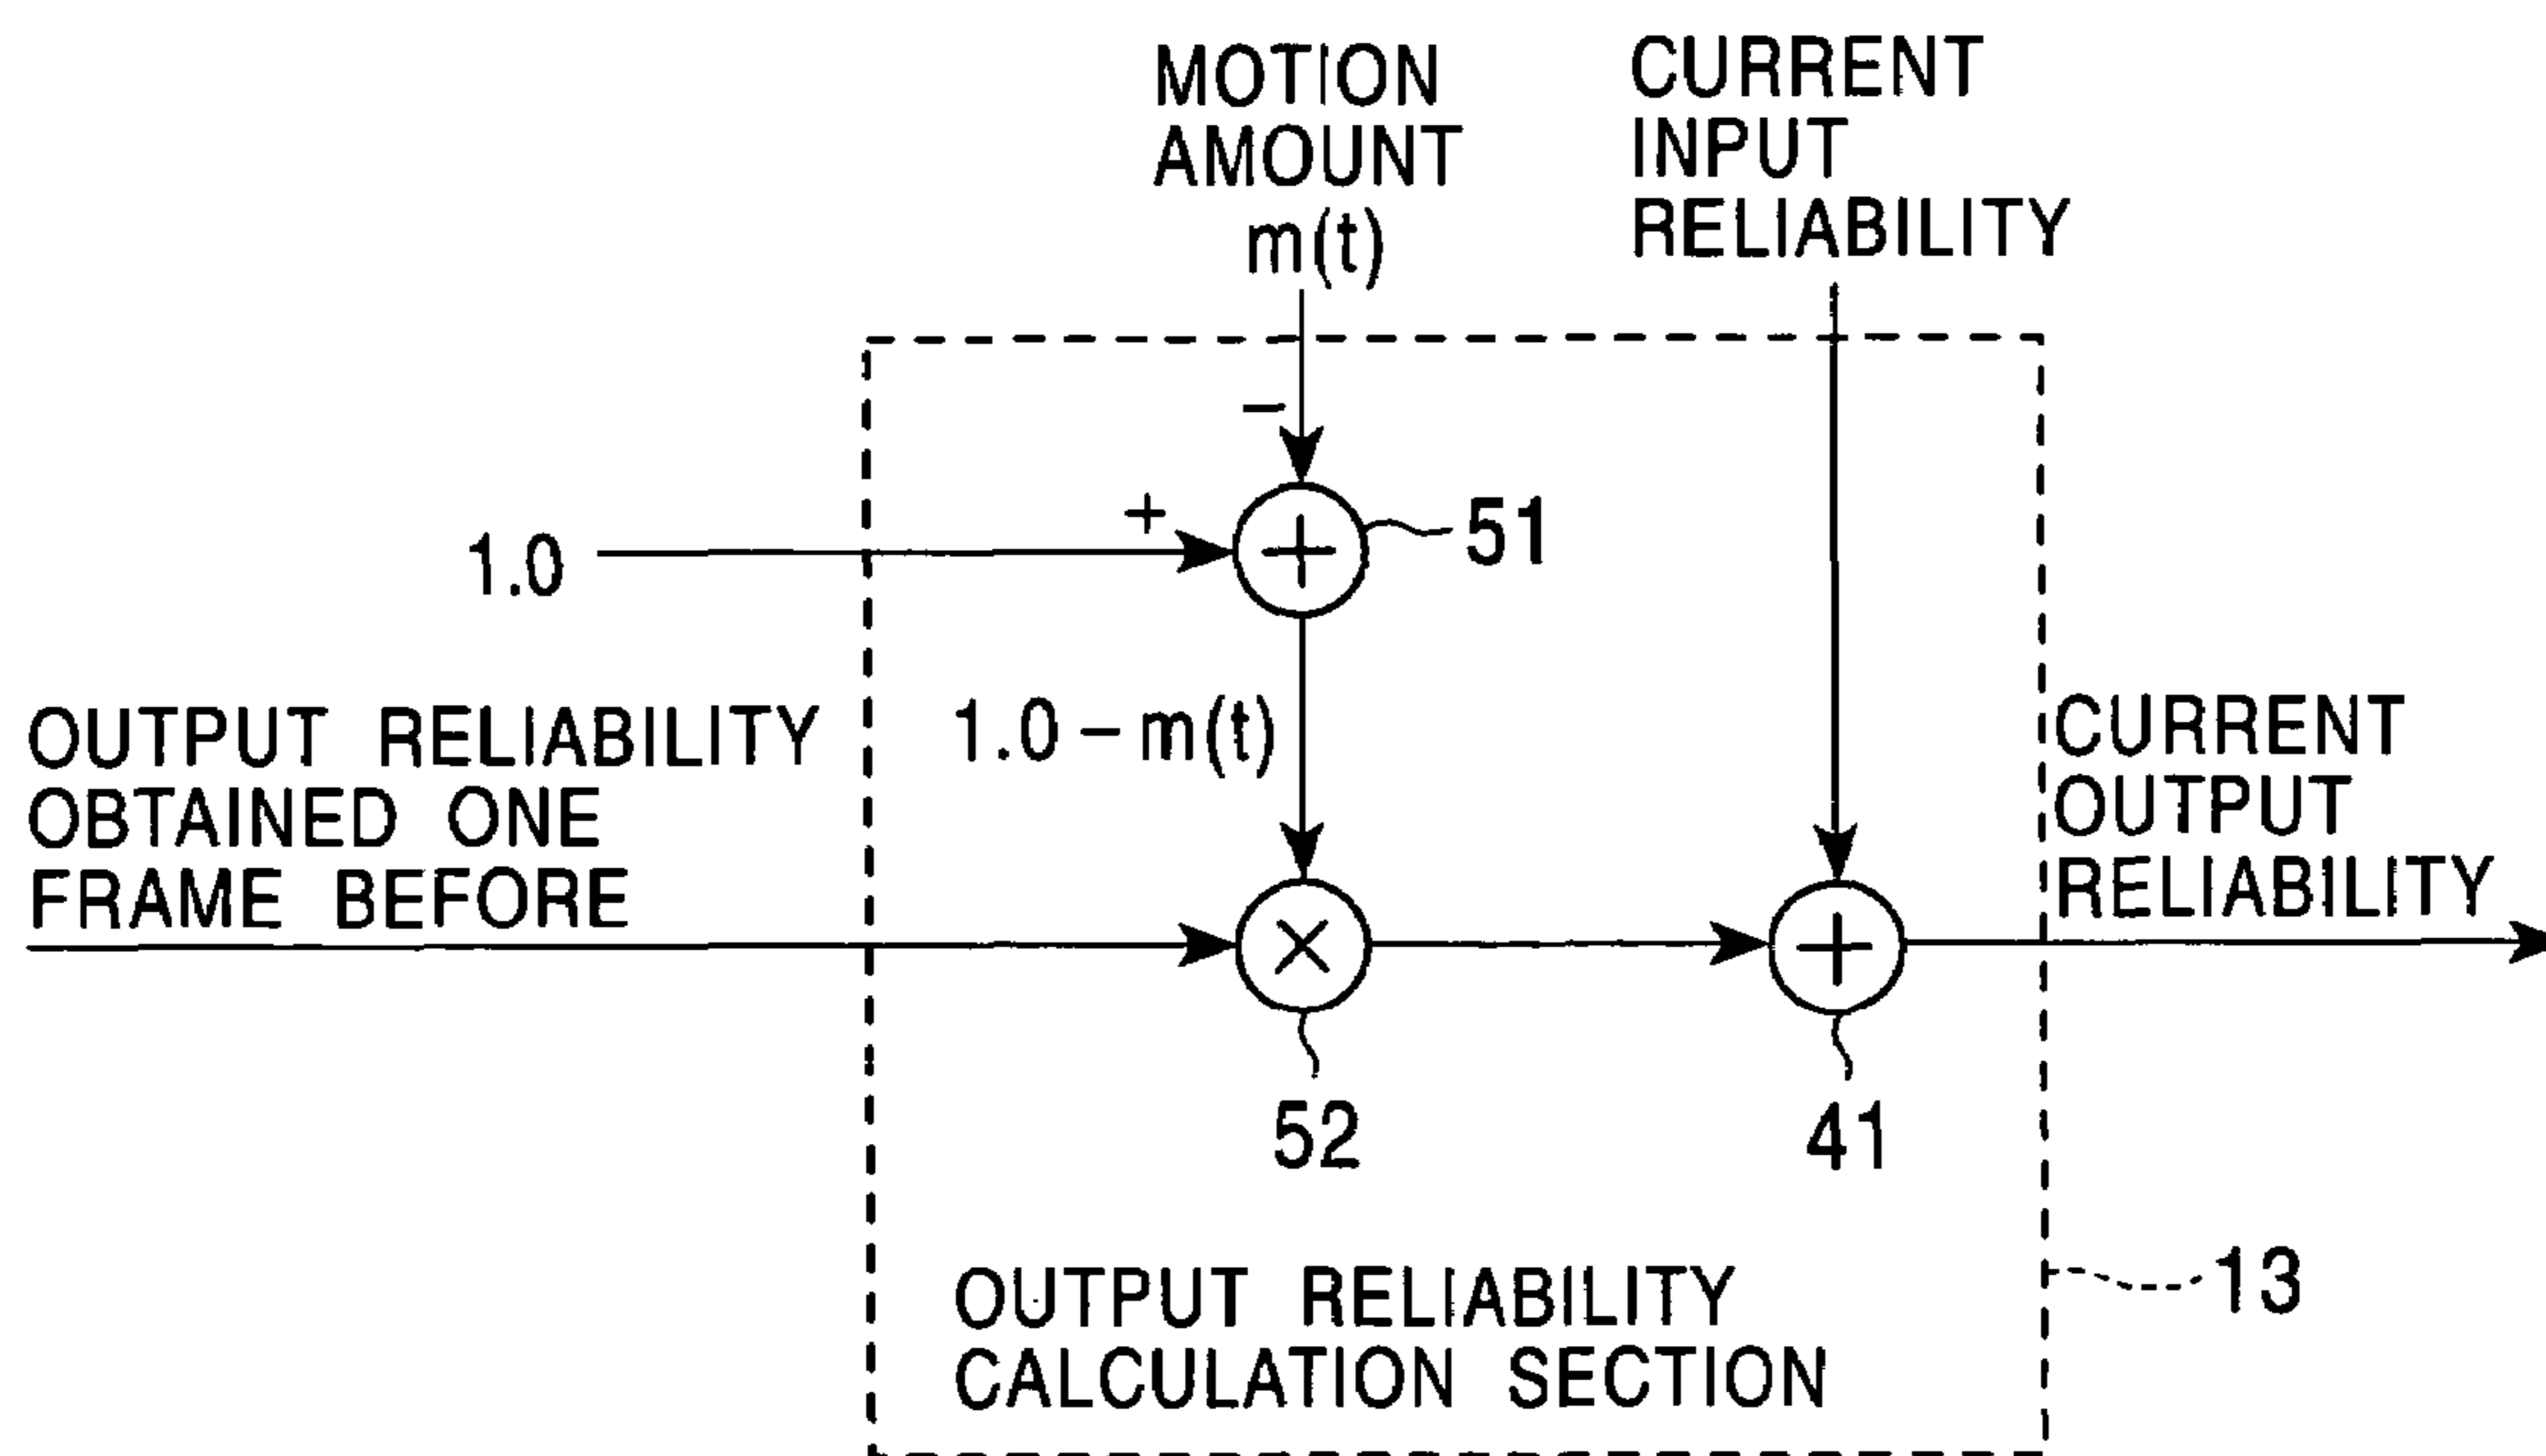 MOTION
AMOUNT
m(t)
CURRENT
INPUT
RELIABILITY
−
+
+
51
1.0
1.0 − m(t)
OUTPUT RELIABILITY
OBTAINED ONE
FRAME BEFORE
×
+
CURRENT
OUTPUT
RELIABILITY
52
41
OUTPUT RELIABILITY
CALCULATION SECTION
13